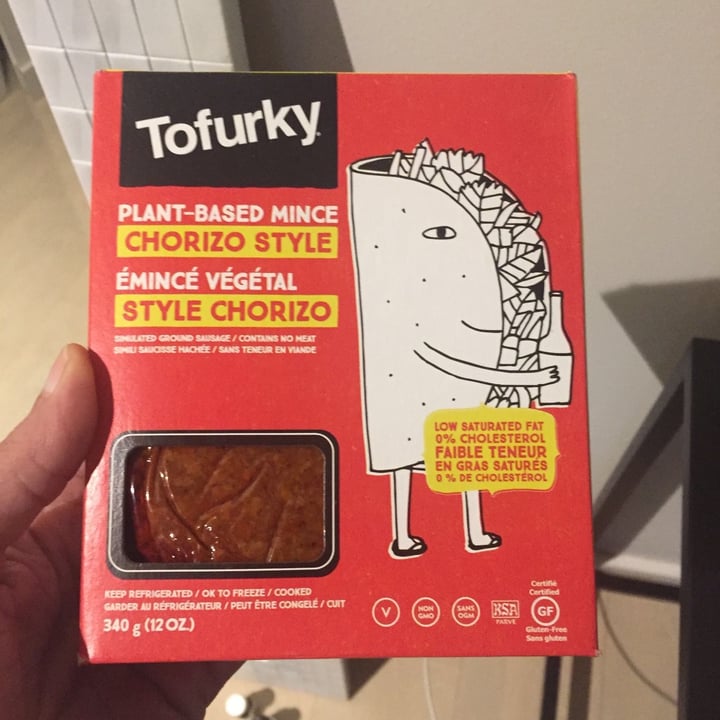 Tofurky
PLANT-BASED MINCE
CHORIZO STYLE
ÉMINCÉ VÉGÉTAL
STYLE CHORIZO
SIMULATED GROUND SAUSAGE / CONTAINS NO MEAT
SIMILI SAUCISSE HACHÉE / SANS TENEUR EN VIANDE
LOW SATURATED FAT
0% CHOLESTEROL
FAIBLE TENEUR
EN GRAS SATURÉS
0 % DE CHOLESTÉROL
KEEP REFRIGERATED / OK TO FREEZE / COOKED
GARDER AU RÉFRIGÉRATEUR / PEUT ÊTRE CONGELÉ / CUIT
340 g (12 OZ.)
V
NON
GMO
SANS
OGM
KSA
PARVE
Certifié
Certified
GF
Gluten-Free
Sans gluten